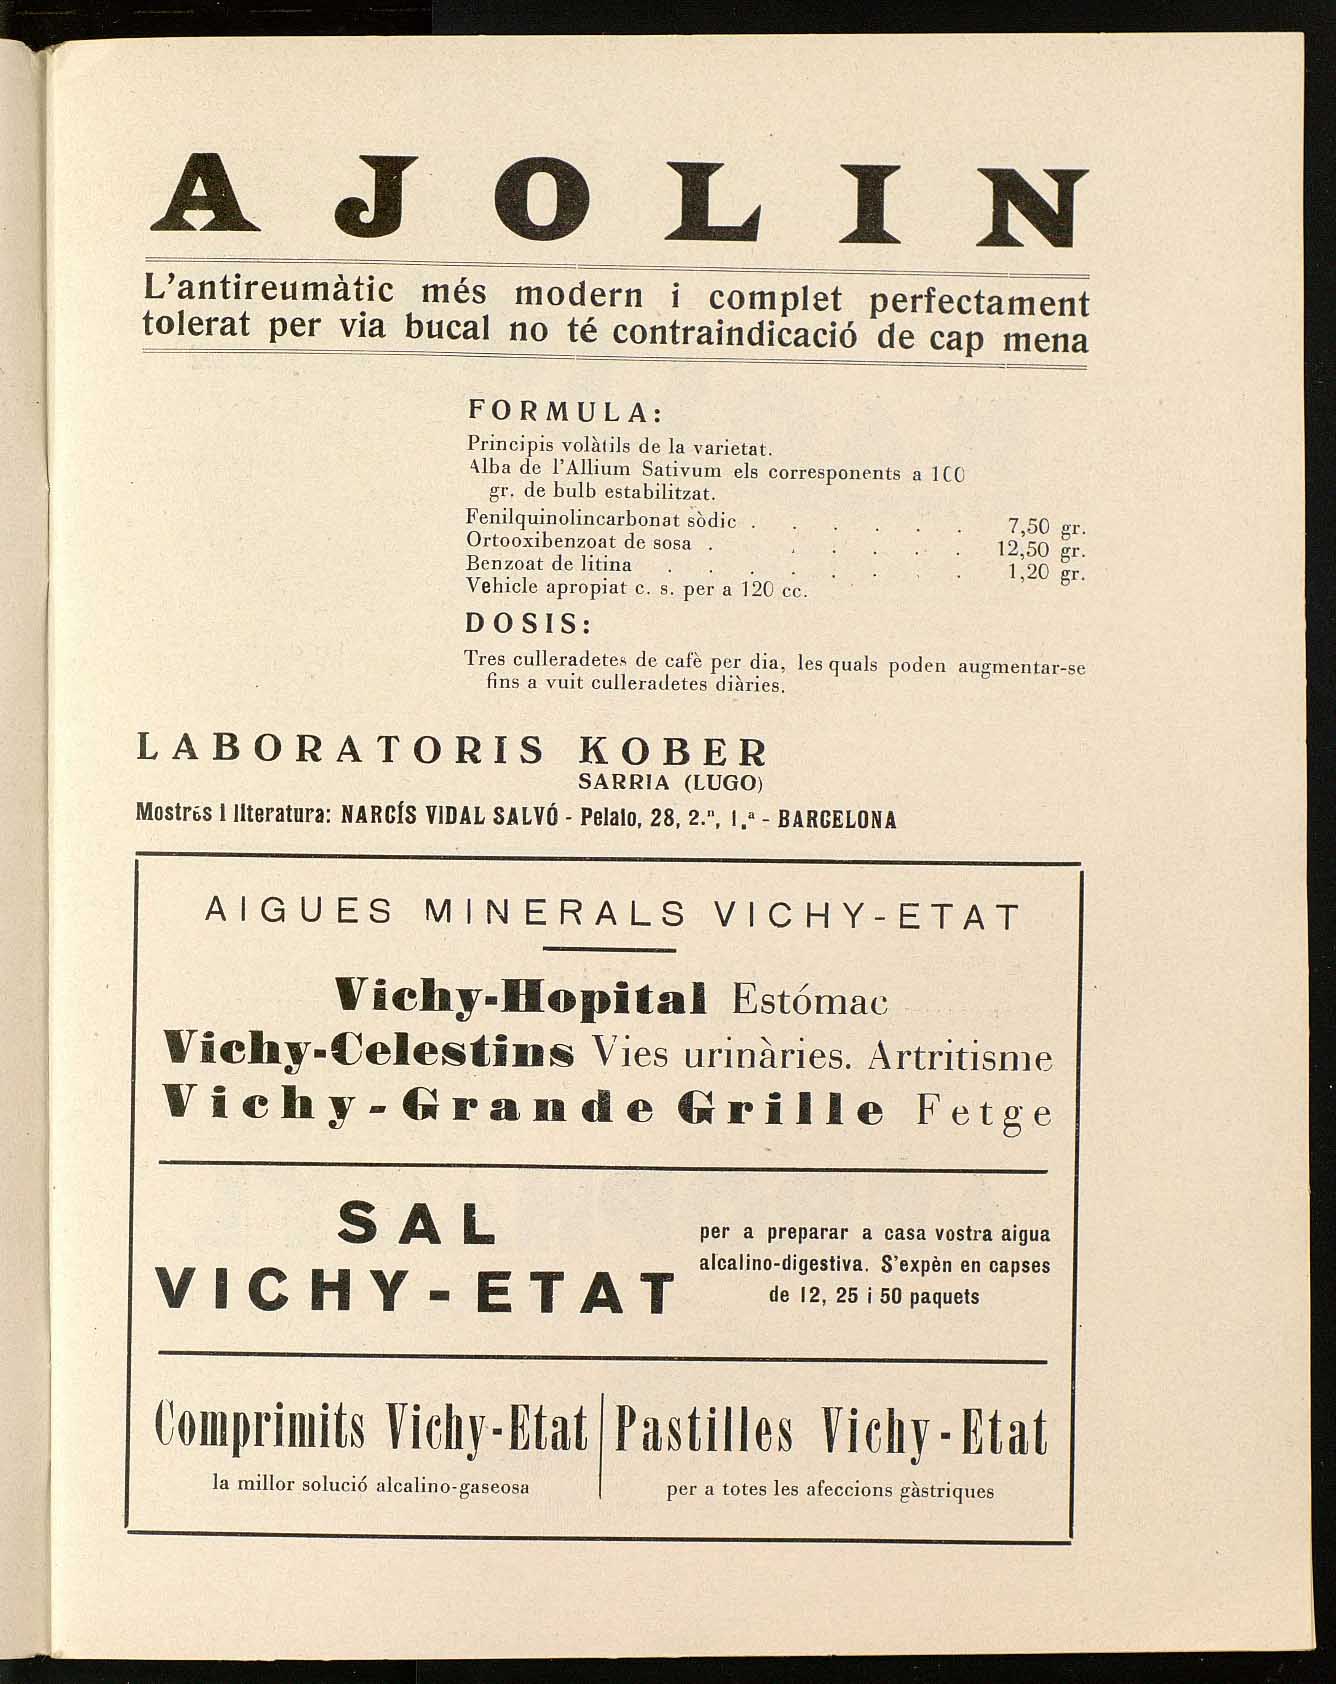 AJOLIN
L'antireumàtic més modern i complet perfectament
tolerat per via bucal no té contraindicació de cap mena
FORMULA:
Principis volàtils de la varietat.
Alba de l'Allium Sativum els corresponents a 100
gr. de bulb estabilitzat.
Fenilquinolincarbonat sòdic . . . . . . 7,50 gr.
Ortooxibenzoat de sosa . . . . . . 12,50 gr.
Benzoat de litina . . . . . . . . 1,20 gr.
Vehicle apropiat c. s. per a 120 cc.
DOSIS:
Tres culleradetes de cafè per dia, les quals poden augmentar-se
fins a vuit culleradetes diàries.
LABORATORIS KOBER
SARRIA (LUGO)
Mostres i literatura: NARCÍS VIDAL SALVÓ - Pelaio, 28, 2.ⁿ, 1.ª - BARCELONA
AIGUES MINERALS VICHY-ETAT
Vichy-Hopital Estómac
Vichy-Celestins Vies urinàries. Artritisme
Vichy-Grande Grille Fetge
SAL
VICHY-ETAT
per a preparar a casa vostra aigua
alcalino-digestiva. S'expèn en capses
de 12, 25 i 50 paquets
Comprimits Vichy-Etat
la millor solució alcalino-gaseosa
Pastilles Vichy-Etat
per a totes les afeccions gàstriques